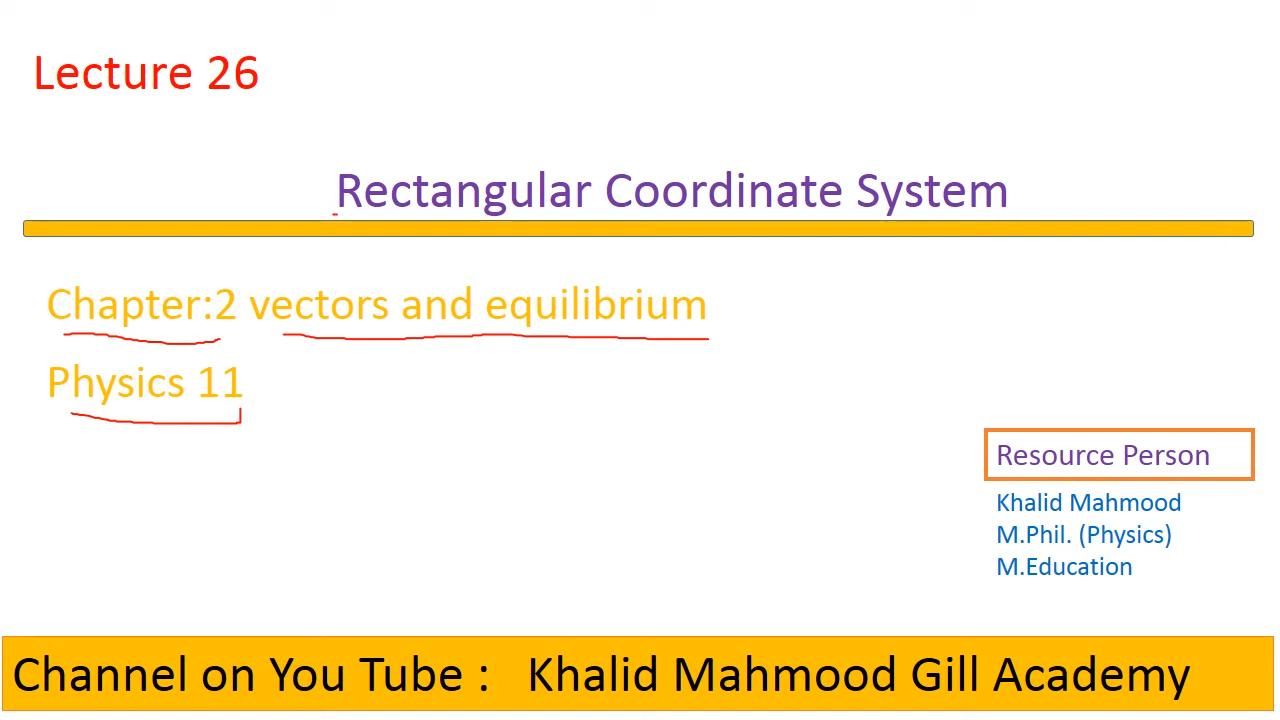 Lecture 26
Rectangular Coordinate System
Chapter:2 vectors and equilibrium
Physics 11
Resource Person
Khalid Mahmood
M.Phil. (Physics)
M.Education
Channel on You Tube :   Khalid Mahmood Gill Academy